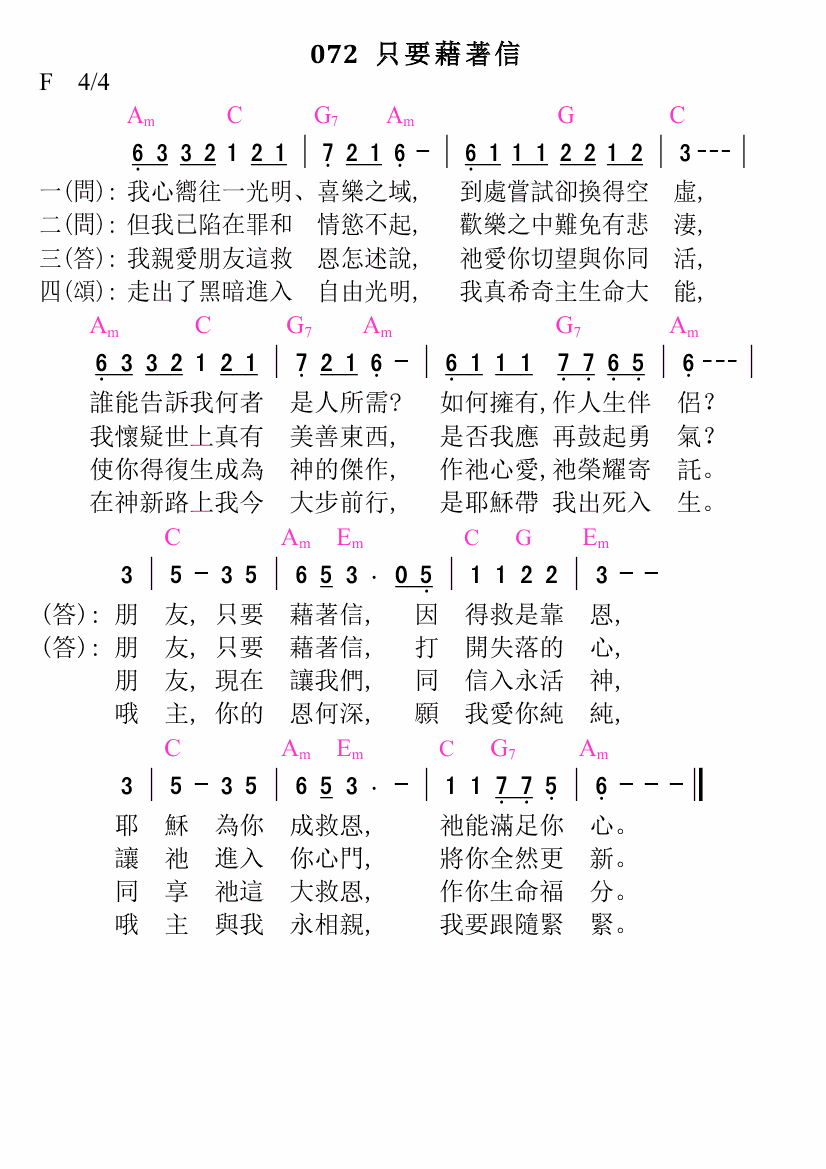 072 只要藉著信
F 4/4
Am C G7 Am G C
6 3 3 2 1 2 1 | 7 2 1 6 - | 6 1 1 1 2 2 1 2 | 3 - - - |
一(問): 我心嚮往一光明、喜樂之域, 到處嘗試卻換得空 虛,
二(問): 但我已陷在罪和 情慾不起, 歡樂之中難免有悲 淒,
三(答): 我親愛朋友這救 恩怎述說, 祂愛你切望與你同 活,
四(頌): 走出了黑暗進入 自由光明, 我真希奇主生命大 能,
Am C G7 Am G7 Am
6 3 3 2 1 2 1 | 7 2 1 6 - | 6 1 1 1 7 7 6 5 | 6 - - - |
誰能告訴我何者 是人所需? 如何擁有,作人生伴 侶?
我懷疑世上真有 美善東西, 是否我應 再鼓起勇 氣?
使你得復生成為 神的傑作, 作祂心愛,祂榮耀寄 託。
在神新路上我今 大步前行, 是耶穌帶 我出死入 生。
C Am Em C G Em
3 | 5 - 3 5 | 6 5 3 . 0 5 | 1 1 2 2 | 3 - -
(答): 朋 友, 只要 藉著信, 因 得救是靠 恩,
(答): 朋 友, 只要 藉著信, 打 開失落的 心,
朋 友, 現在 讓我們, 同 信入永活 神,
哦 主, 你的 恩何深, 願 我愛你純 純,
C Am Em C G7 Am
3 | 5 - 3 5 | 6 5 3 . - | 1 1 7 7 5 | 6 - - - ‖
耶 穌 為你 成救恩, 祂能滿足你 心。
讓 祂 進入 你心門, 將你全然更 新。
同 享 祂這 大救恩, 作你生命福 分。
哦 主 與我 永相親, 我要跟隨緊 緊。